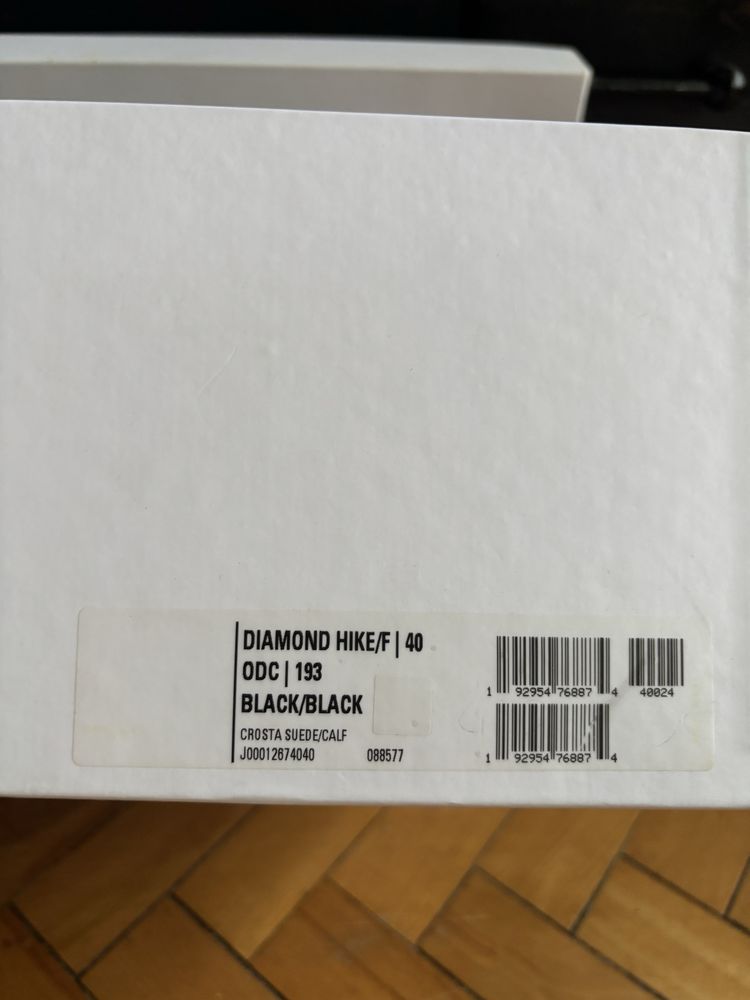 DIAMOND HIKE/F | 40
ODC | 193
BLACK/BLACK
CROSTA SUEDE/CALF
J00012674040 088577
1 92954 76887 4 40024
1 92954 76887 4